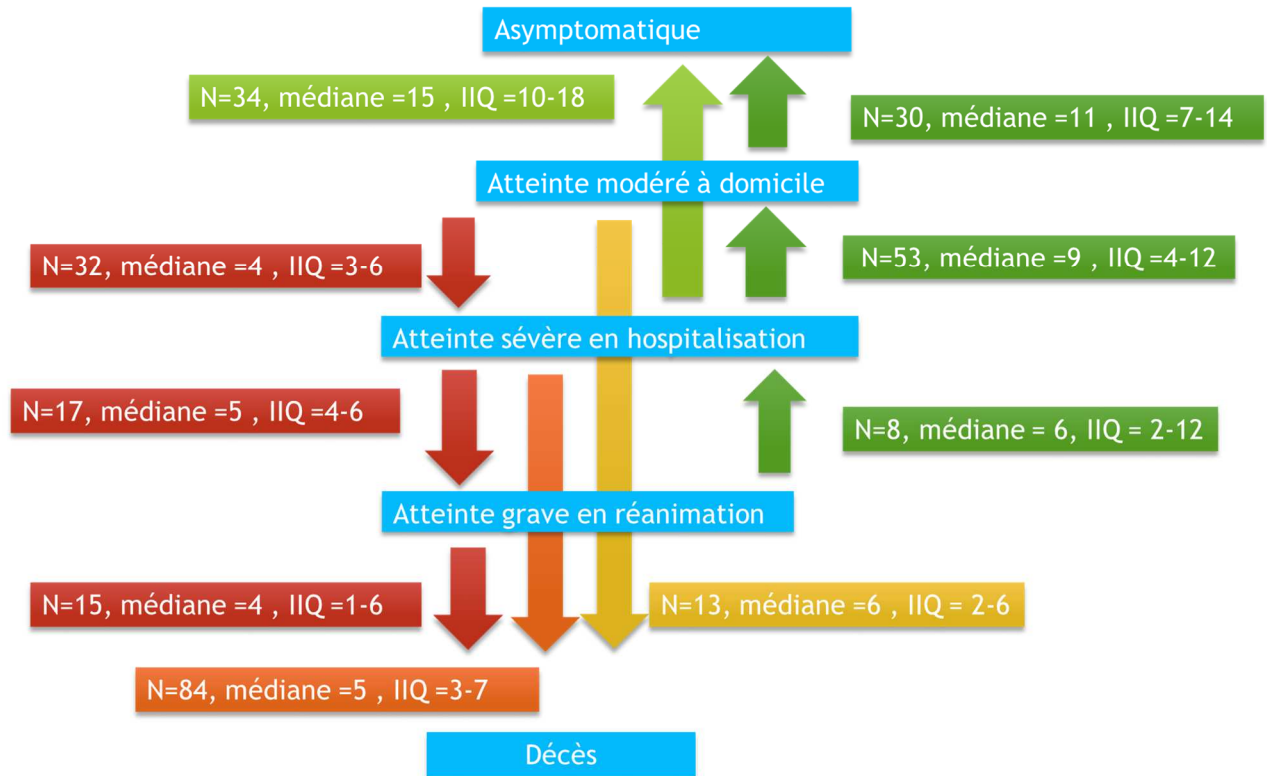 Asymptomatique
N=34, médiane =15 , IIQ =10-18
N=30, médiane =11 , IIQ =7-14
Atteinte modéré à domicile
N=32, médiane =4 , IIQ =3-6
N=53, médiane =9 , IIQ =4-12
Atteinte sévère en hospitalisation
N=17, médiane =5 , IIQ =4-6
N=8, médiane = 6, IIQ = 2-12
Atteinte grave en réanimation
N=15, médiane =4 , IIQ =1-6
N=13, médiane =6 , IIQ = 2-6
N=84, médiane =5 , IIQ =3-7
Décès